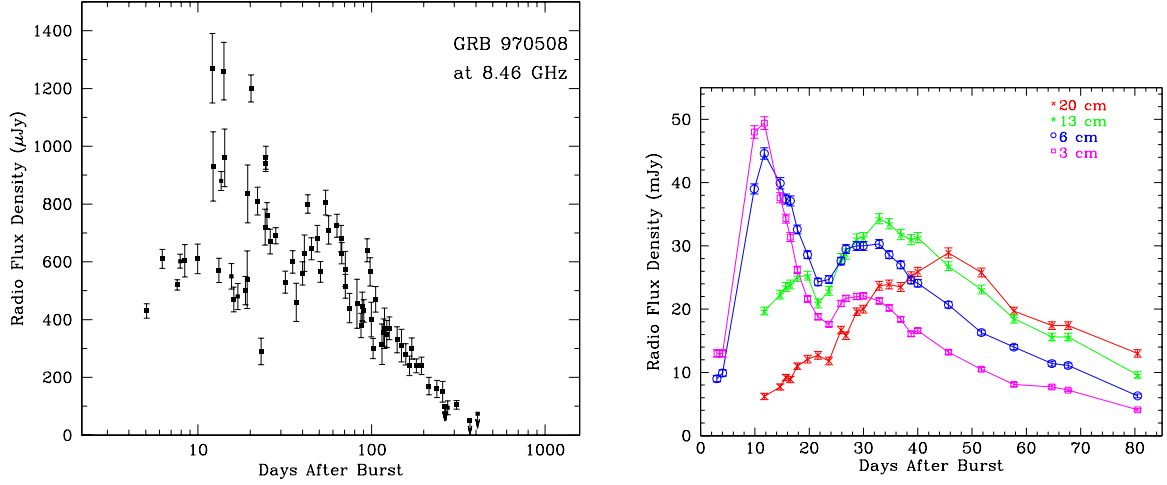 GRB 970508
at 8.46 GHz
Radio Flux Density (μJy)
1400
1200
1000
800
600
400
200
0
10
100
1000
Days After Burst
20 cm
13 cm
6 cm
3 cm
Radio Flux Density (mJy)
50
40
30
20
10
0
0
10
20
30
40
50
60
70
80
Days After Burst